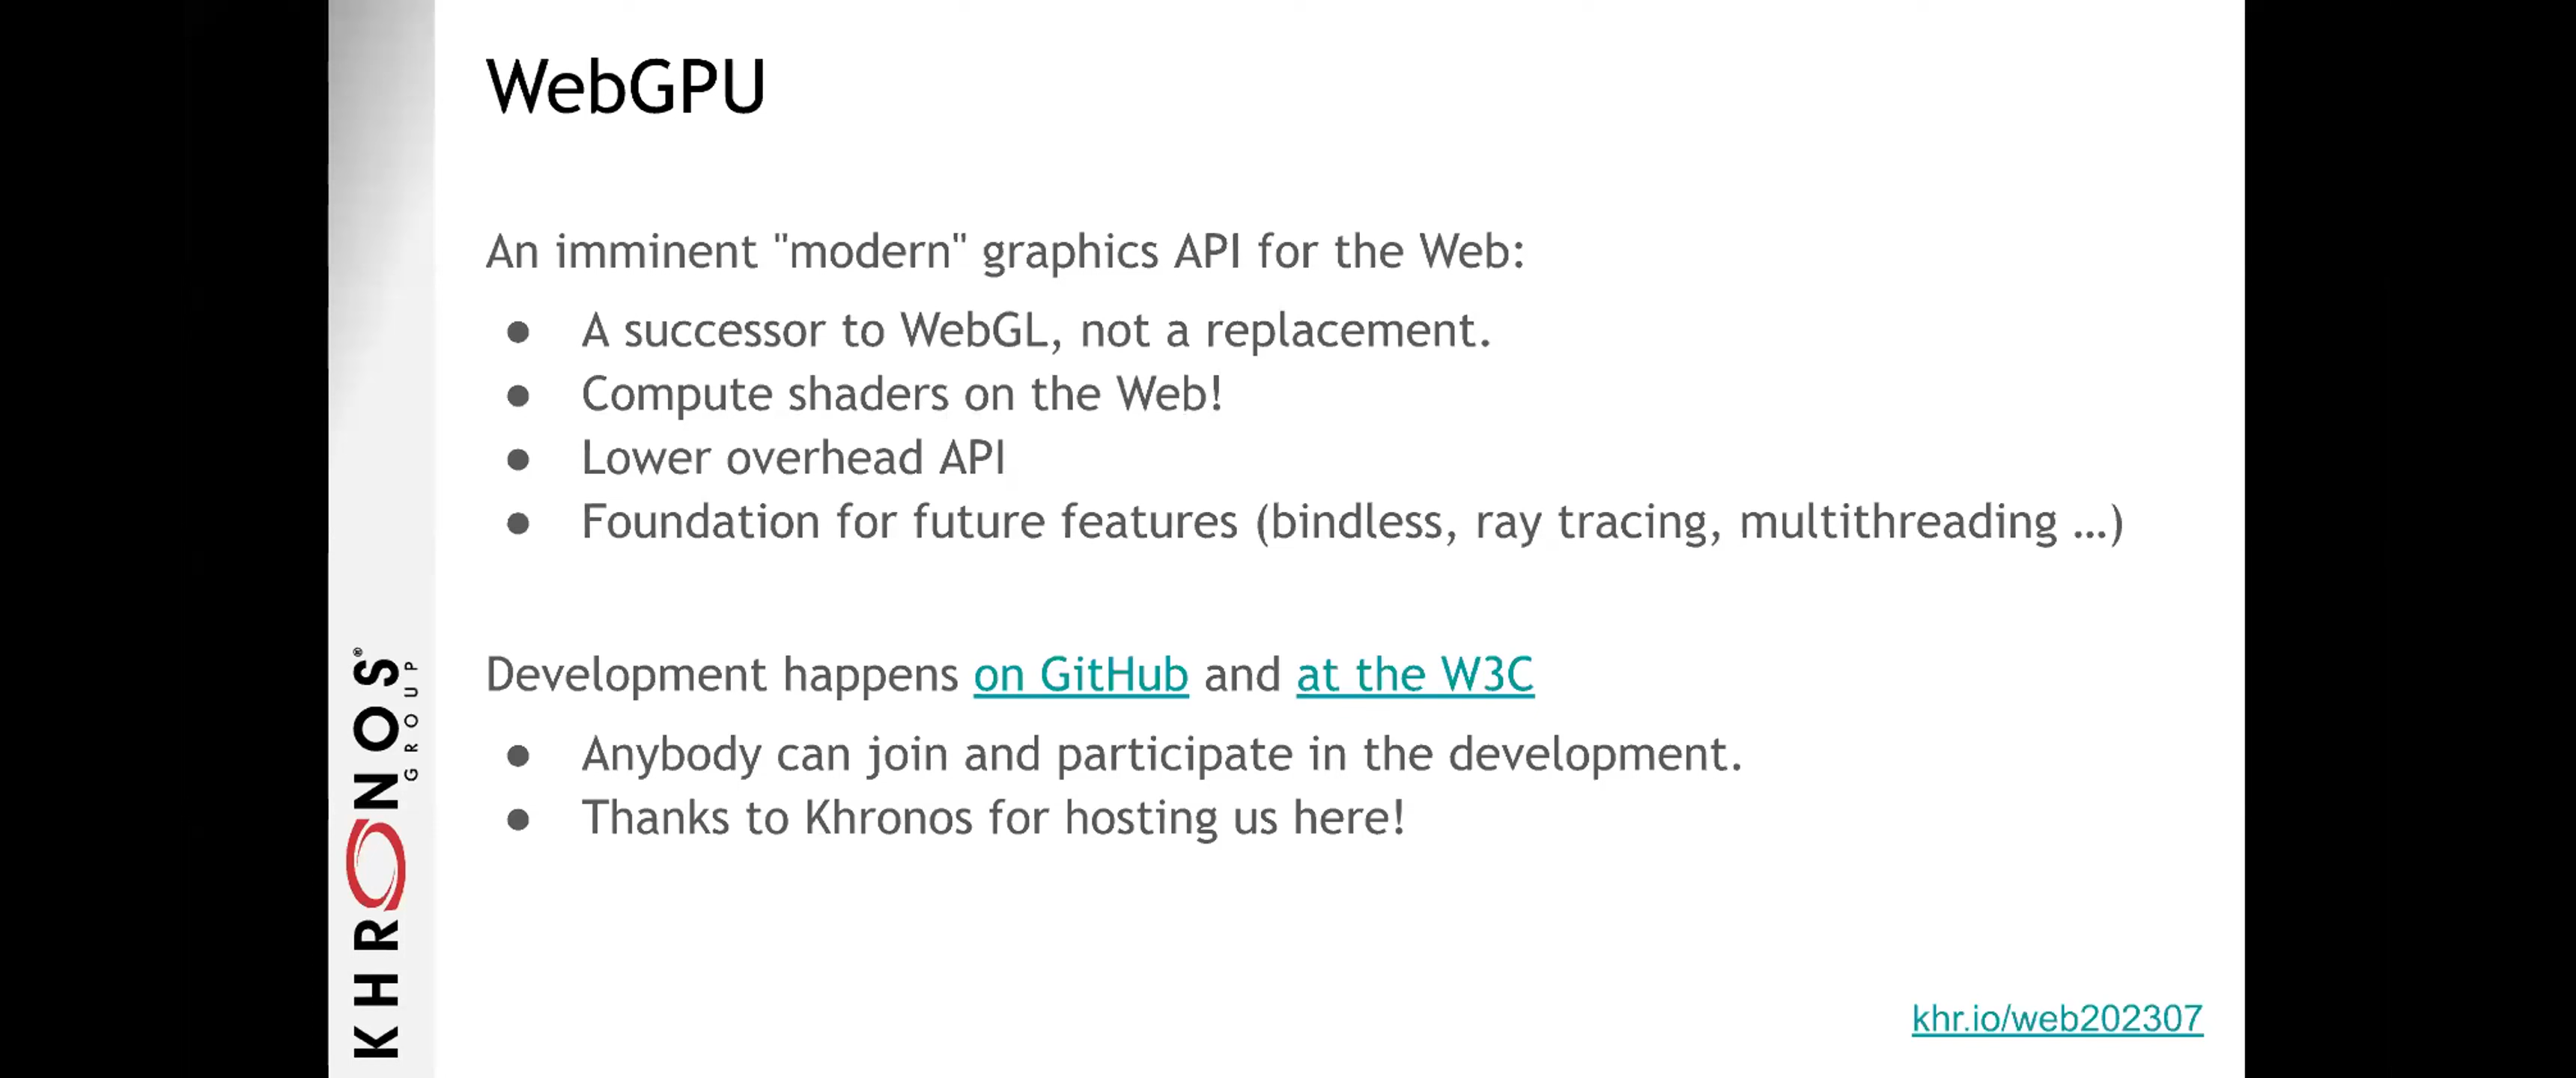 WebGPU
An imminent "modern" graphics API for the Web:
● A successor to WebGL, not a replacement.
● Compute shaders on the Web!
● Lower overhead API
● Foundation for future features (bindless, ray tracing, multithreading ...)
Development happens on GitHub and at the W3C
● Anybody can join and participate in the development.
● Thanks to Khronos for hosting us here!
KHRONOS®
GROUP
khr.io/web202307